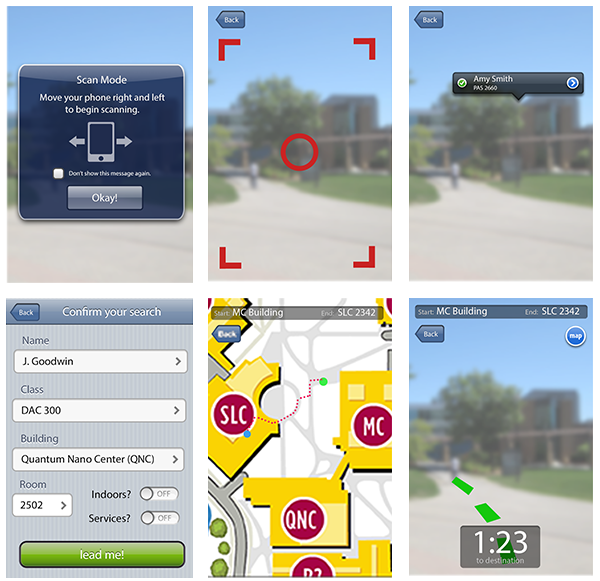 Scan Mode
Move your phone right and left
to begin scanning.
Don't show this message again.
Okay!
Back
Back
Amy Smith
PAS 2660
Back
Confirm your search
Name
J. Goodwin
Class
DAC 300
Building
Quantum Nano Center (QNC)
Room
2502
Indoors?
OFF
Services?
OFF
lead me!
Start: MC Building
End: SLC 2342
Back
SLC
MC
QNC
Start: MC Building
End: SLC 2342
Back
map
1:23
to destination